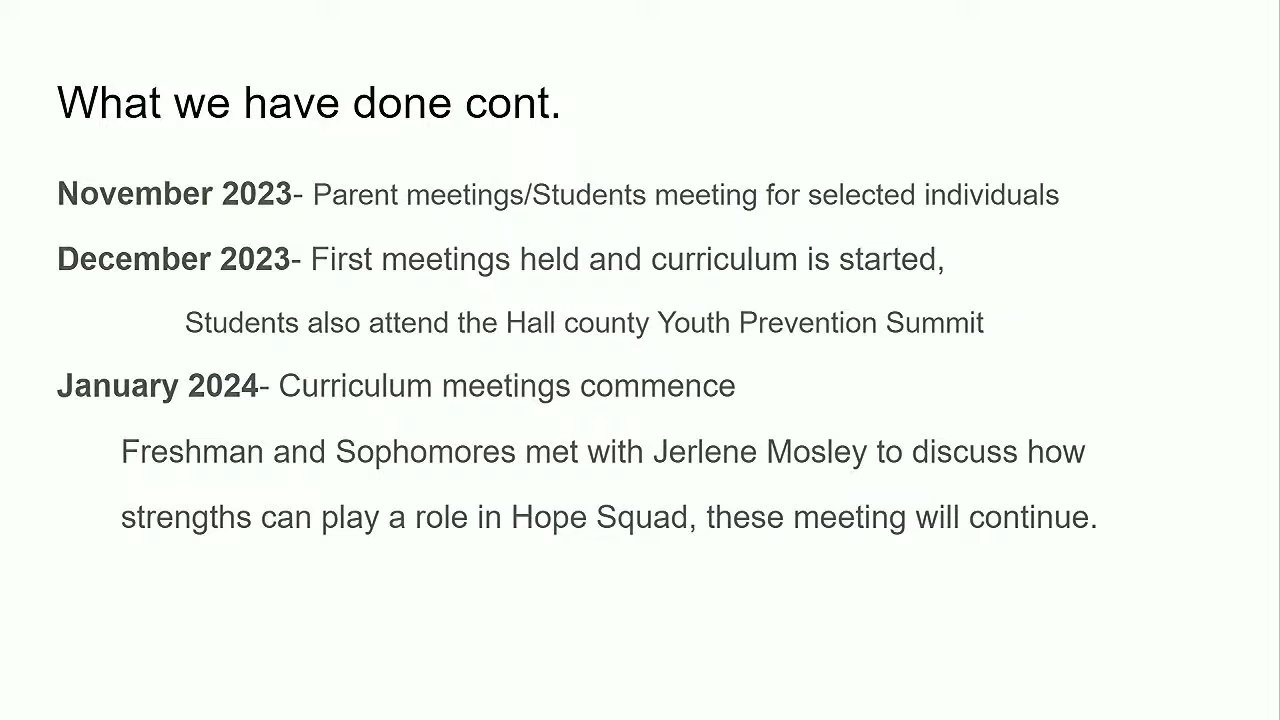 What we have done cont.
November 2023- Parent meetings/Students meeting for selected individuals
December 2023- First meetings held and curriculum is started,
Students also attend the Hall county Youth Prevention Summit
January 2024- Curriculum meetings commence
Freshman and Sophomores met with Jerlene Mosley to discuss how
strengths can play a role in Hope Squad, these meeting will continue.